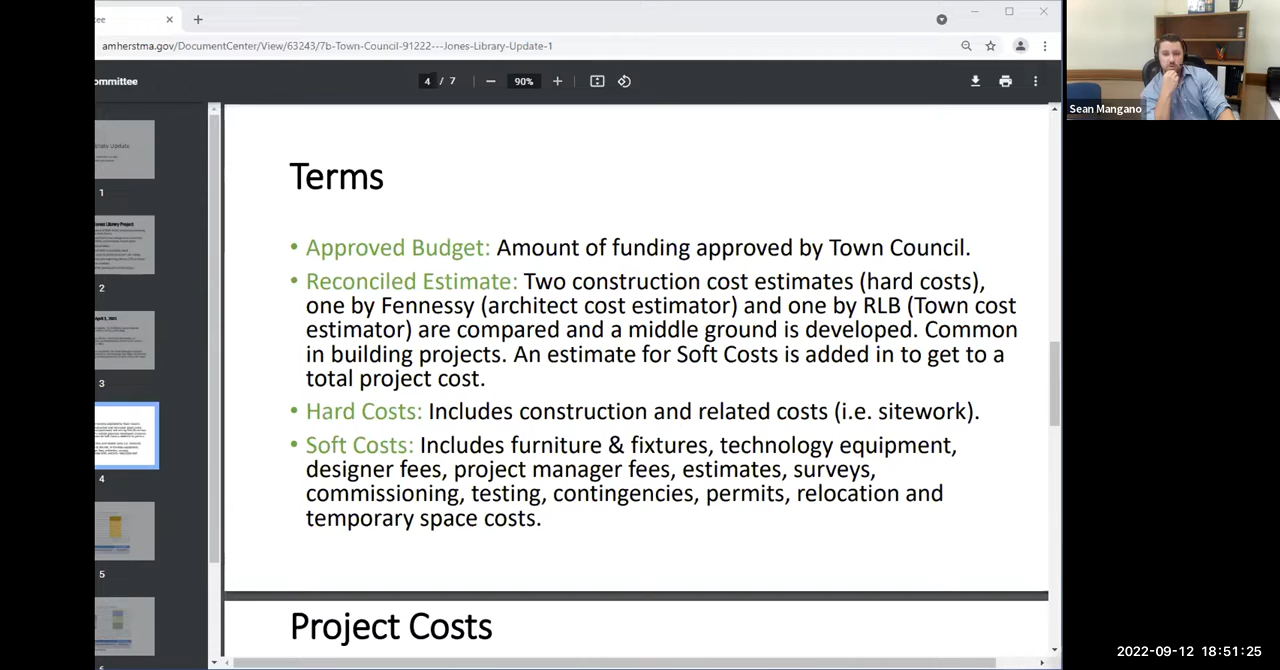 tee
amherstma.gov/DocumentCenter/View/63243/7b-Town-Council-91222---Jones-Library-Update-1
ommittee
4 / 7
90%
Sean Mangano
Terms
• Approved Budget: Amount of funding approved by Town Council.
• Reconciled Estimate: Two construction cost estimates (hard costs),
one by Fennessy (architect cost estimator) and one by RLB (Town cost
estimator) are compared and a middle ground is developed. Common
in building projects. An estimate for Soft Costs is added in to get to a
total project cost.
• Hard Costs: Includes construction and related costs (i.e. sitework).
• Soft Costs: Includes furniture & fixtures, technology equipment,
designer fees, project manager fees, estimates, surveys,
commissioning, testing, contingencies, permits, relocation and
temporary space costs.
Project Costs
1
2
3
4
5
2022-09-12 18:51:25